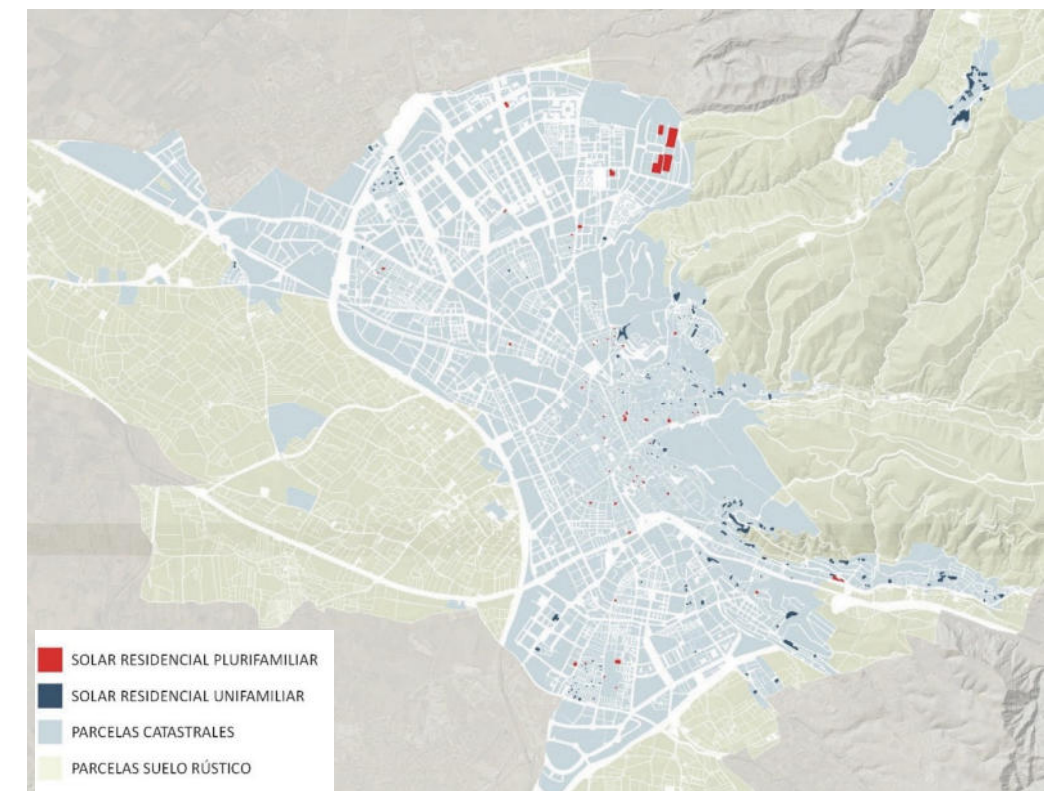 SOLAR RESIDENCIAL PLURIFAMILIAR
SOLAR RESIDENCIAL UNIFAMILIAR
PARCELAS CATASTRALES
PARCELAS SUELO RÚSTICO